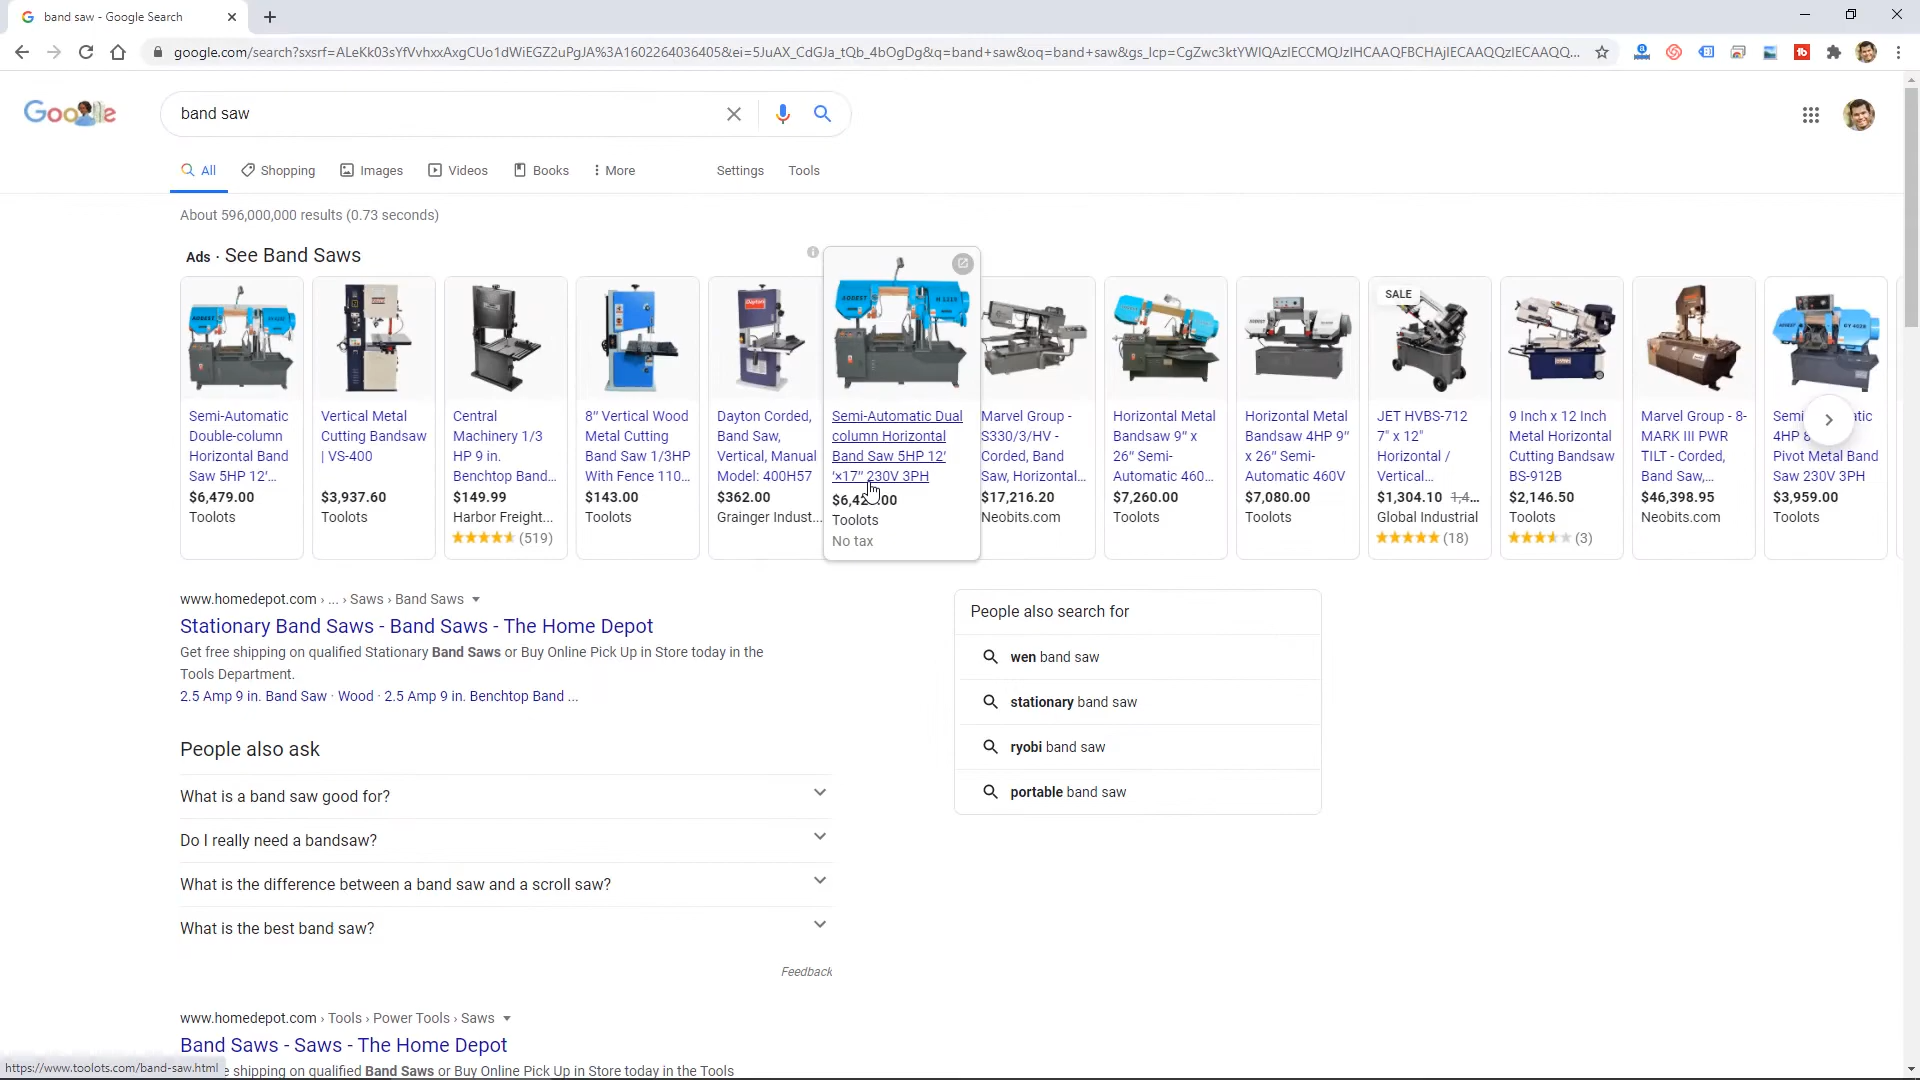 band saw - Google Search
google.com/search?sxsrf=ALeKk03sYfVvhxxAxgCUo1dWiEGZ2uPgJA%3A1602264036405&ei=5JuAX_CdGJa_tQb_4bOgDg&q=band+saw&oq=band+saw&gs_lcp=CgZwc3ktYWIQAzIECCMQJzIHCAAQFBCHAjIECAAQQzIECAAQQ...
Google
band saw
All
Shopping
Images
Videos
Books
More
Settings
Tools
About 596,000,000 results (0.73 seconds)
Ads · See Band Saws
Semi-Automatic
Double-column
Horizontal Band
Saw 5HP 12'...
$6,479.00
Toolots
Vertical Metal
Cutting Bandsaw
| VS-400
$3,937.60
Toolots
Central
Machinery 1/3
HP 9 in.
Benchtop Band...
$149.99
Harbor Freight...
(519)
8" Vertical Wood
Metal Cutting
Band Saw 1/3HP
With Fence 110...
$143.00
Toolots
Dayton
Dayton Corded,
Band Saw,
Vertical, Manual
Model: 400H57
$362.00
Grainger Indust...
AOREST
H 1213
Semi-Automatic Dual
column Horizontal
Band Saw 5HP 12'
'×17" 230V 3PH
Toolots
No tax
Marvel Group -
S330/3/HV -
Corded, Band
Saw, Horizontal...
$17,216.20
Neobits.com
Horizontal Metal
Bandsaw 9" x
26" Semi-
Automatic 460...
$7,260.00
Toolots
Horizontal Metal
Bandsaw 4HP 9"
x 26" Semi-
Automatic 460V
$7,080.00
Toolots
SALE
JET HVBS-712
7" x 12"
Horizontal /
Vertical...
$1,304.10 1,4...
Global Industrial
(18)
9 Inch x 12 Inch
Metal Horizontal
Cutting Bandsaw
BS-912B
$2,146.50
Toolots
(3)
Marvel Group - 8-
MARK III PWR
TILT - Corded,
Band Saw,...
$46,398.95
Neobits.com
GY 4028
4HP 8
Pivot Metal Band
Saw 230V 3PH
$3,959.00
Toolots
www.homedepot.com › ... › Saws › Band Saws
Stationary Band Saws - Band Saws - The Home Depot
Get free shipping on qualified Stationary Band Saws or Buy Online Pick Up in Store today in the
Tools Department.
2.5 Amp 9 in. Band Saw · Wood · 2.5 Amp 9 in. Benchtop Band ...
People also ask
What is a band saw good for?
Do I really need a bandsaw?
What is the difference between a band saw and a scroll saw?
What is the best band saw?
Feedback
People also search for
wen band saw
stationary band saw
ryobi band saw
portable band saw
www.homedepot.com › Tools › Power Tools › Saws
Band Saws - Saws - The Home Depot
shipping on qualified Band Saws or Buy Online Pick Up in Store today in the Tools
https://www.toolots.com/band-saw.html